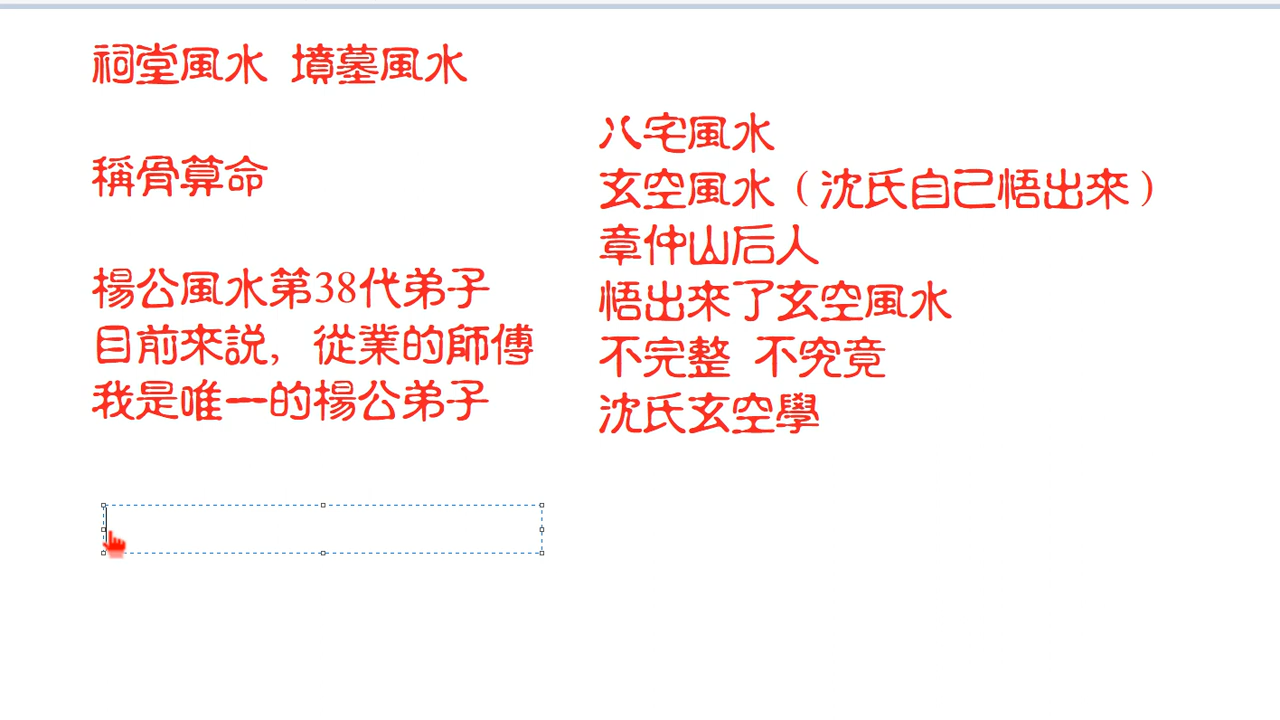 祠堂風水 墳墓風水
稱骨算命
楊公風水第38代弟子
目前來説，從業的師傅
我是唯一的楊公弟子
八宅風水
玄空風水（沈氏自己悟出來）
章仲山后人
悟出來了玄空風水
不完整 不究竟
沈氏玄空學